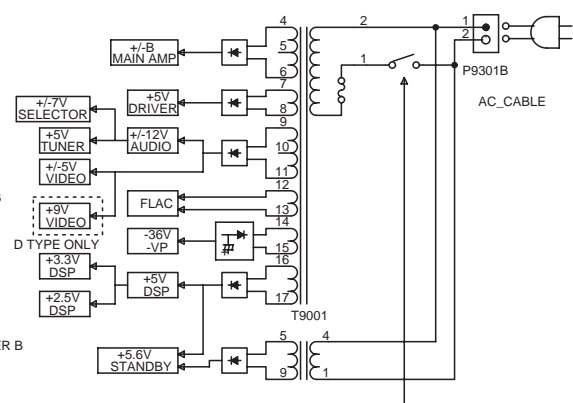 4
5
6
7
8
9
10
11
12
13
14
15
16
17
5
9
2
1
4
1
1
2
P9301B
AC_CABLE
T9001
+/-B
MAIN AMP
+5V
DRIVER
+/-7V
SELECTOR
+5V
TUNER
+/-12V
AUDIO
+/-5V
VIDEO
+9V
VIDEO
D TYPE ONLY
FLAC
-36V
-VP
+3.3V
DSP
+2.5V
DSP
+5V
DSP
+5.6V
STANDBY
ER B